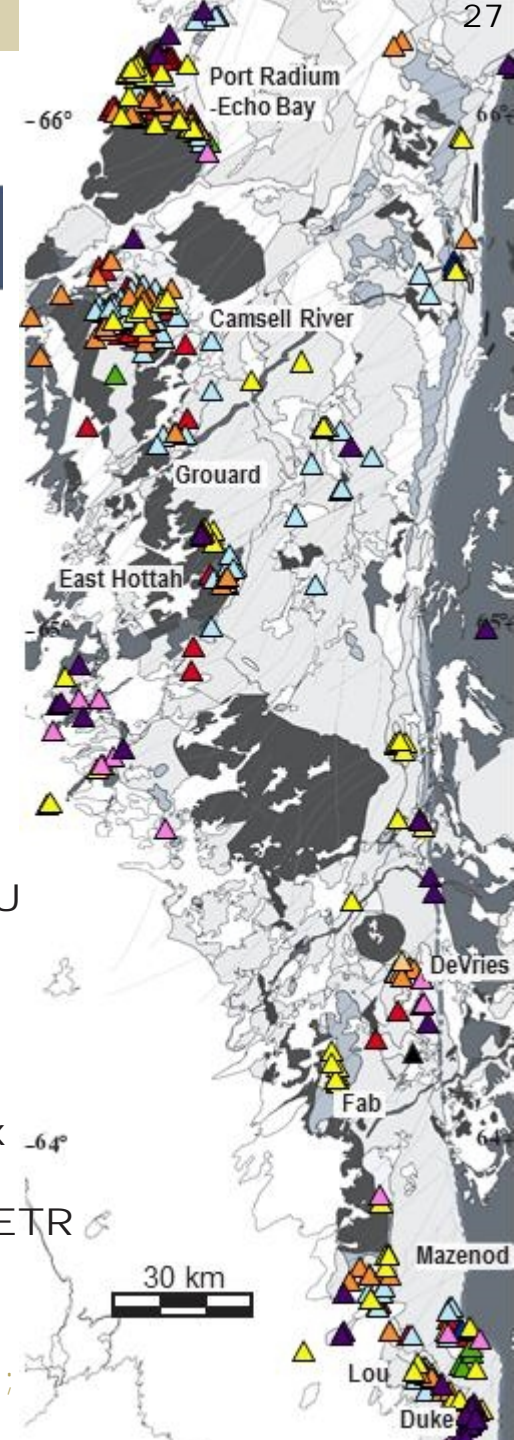 27
Port Radium
-Echo Bay
66°
66°
Camsell River
Grouard
East Hottah
65°
65°
U
DeVries
Fab
x
64°
64
ETR
Mazenod
30 km
;
Lou
Duke